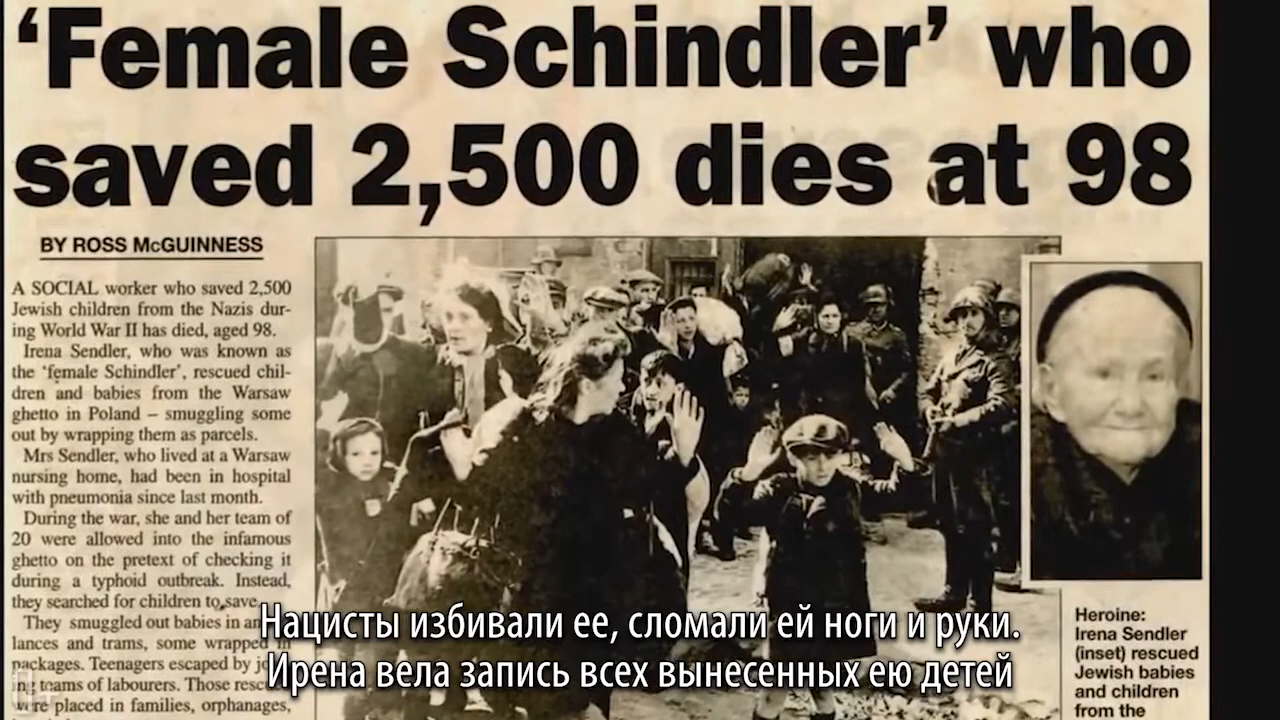 ‘Female Schindler’ who
saved 2,500 dies at 98
BY ROSS McGUINNESS
A SOCIAL worker who saved 2,500
Jewish children from the Nazis dur-
ing World War II has died, aged 98.
Irena Sendler, who was known as
the ‘female Schindler’, rescued chil-
dren and babies from the Warsaw
ghetto in Poland – smuggling some
out by wrapping them as parcels.
Mrs Sendler, who lived at a Warsaw
nursing home, had been in hospital
with pneumonia since last month.
During the war, she and her team of
20 were allowed into the infamous
ghetto on the pretext of checking it
during a typhoid outbreak. Instead,
they searched for children to save.
They smuggled out babies in
lances and trams, some wrapped in
packages. Teenagers escaped by
ing teams of labourers. Those
were placed in families, orphanages,
Heroine:
Irena Sendler
(inset) rescued
Jewish babies
and children
from the
Нацисты избивали ее, сломали ей ноги и руки.
Ирена вела запись всех вынесенных ею детей